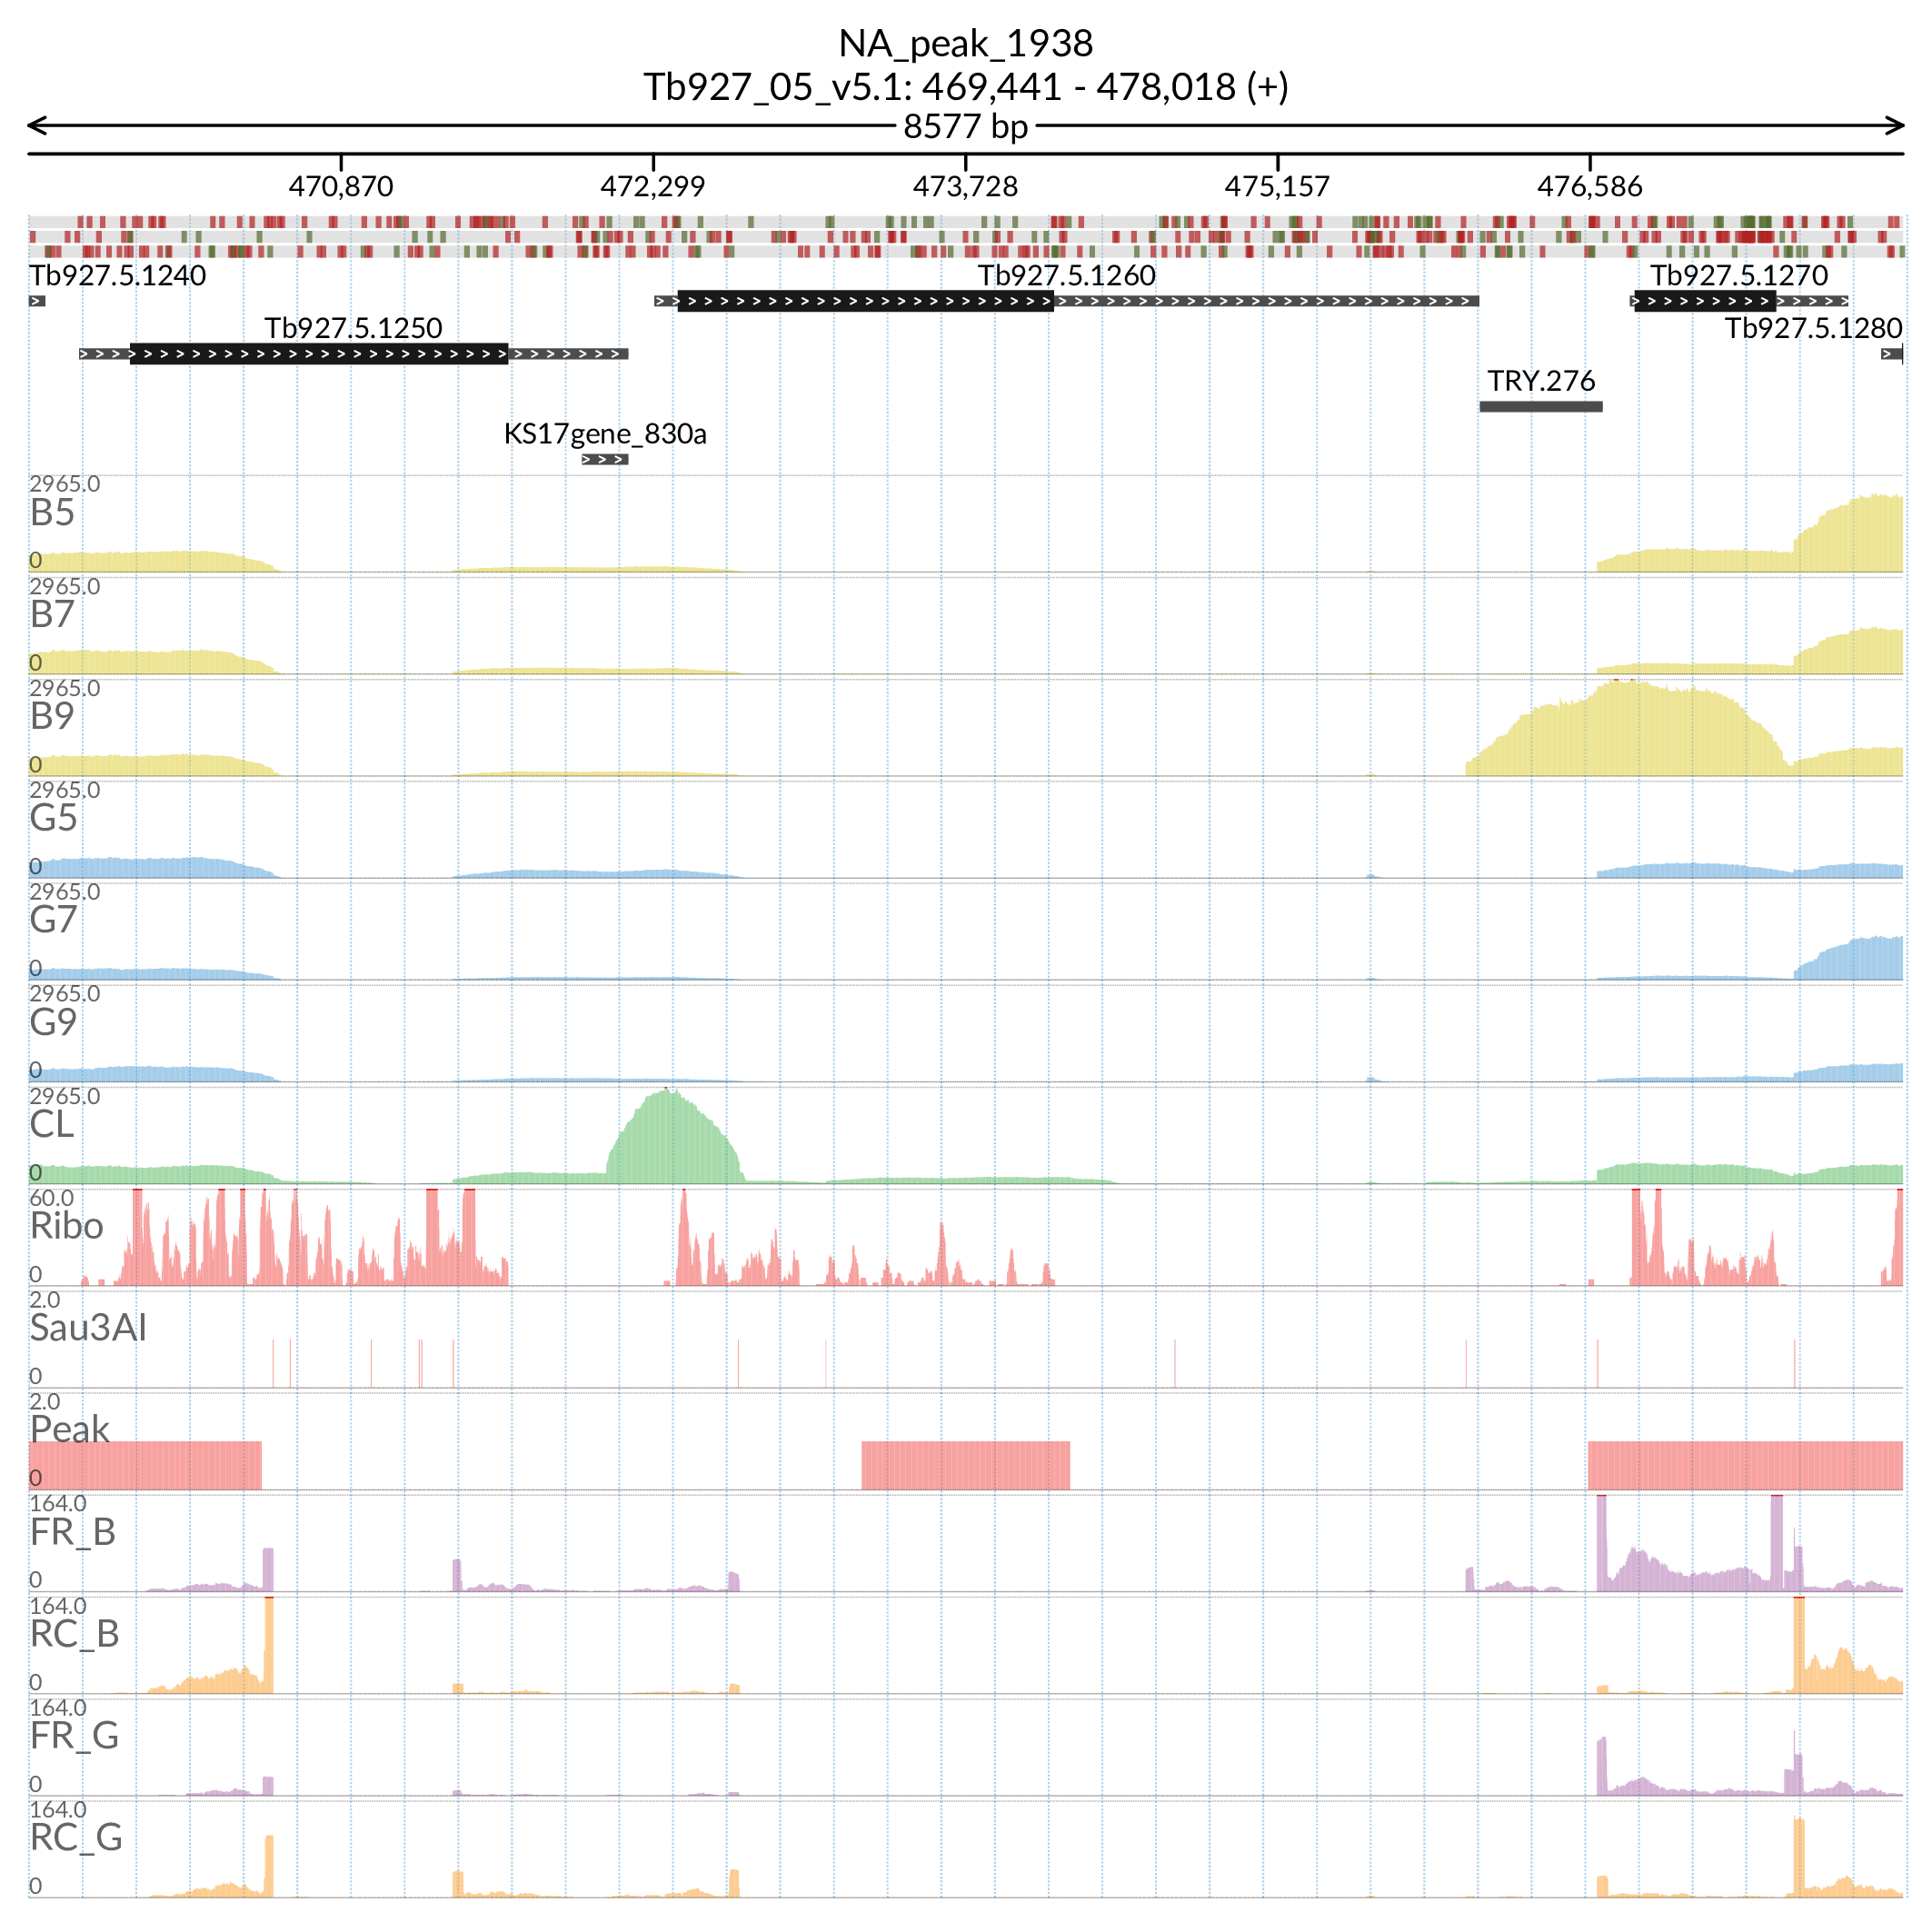 NA_peak_1938
Tb927_05_v5.1: 469,441 - 478,018 (+)
8577 bp
470,870 472,299 473,728 475,157 476,586
Tb927.5.1240 Tb927.5.1260 Tb927.5.1270
Tb927.5.1250 Tb927.5.1280
TRY.276
KS17gene_830a
2965.0
B5
0
2965.0
B7
0
2965.0
B9
0
2965.0
G5
0
2965.0
G7
0
2965.0
G9
0
2965.0
CL
0
60.0
Ribo
0
2.0
Sau3AI
0
2.0
Peak
0
164.0
FR_B
0
164.0
RC_B
0
164.0
FR_G
0
164.0
RC_G
0